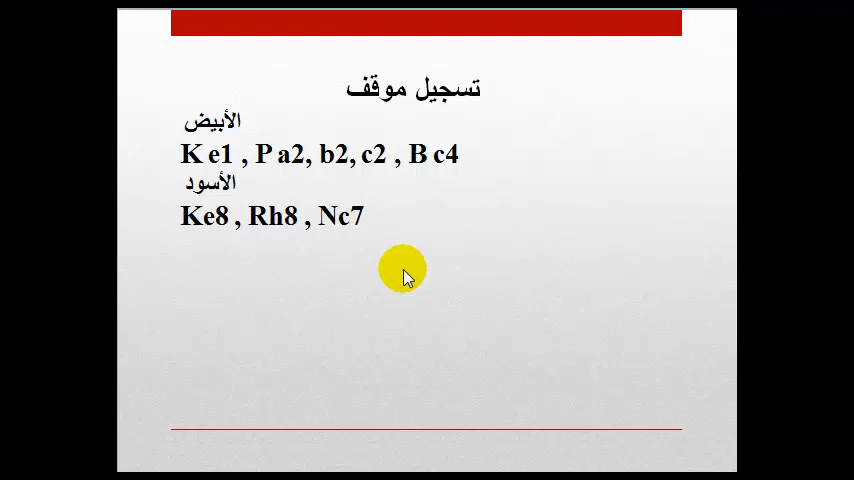 تسجيل موقف
الأبيض
K e1 , P a2, b2, c2 , B c4
الأسود
Ke8 , Rh8 , Nc7